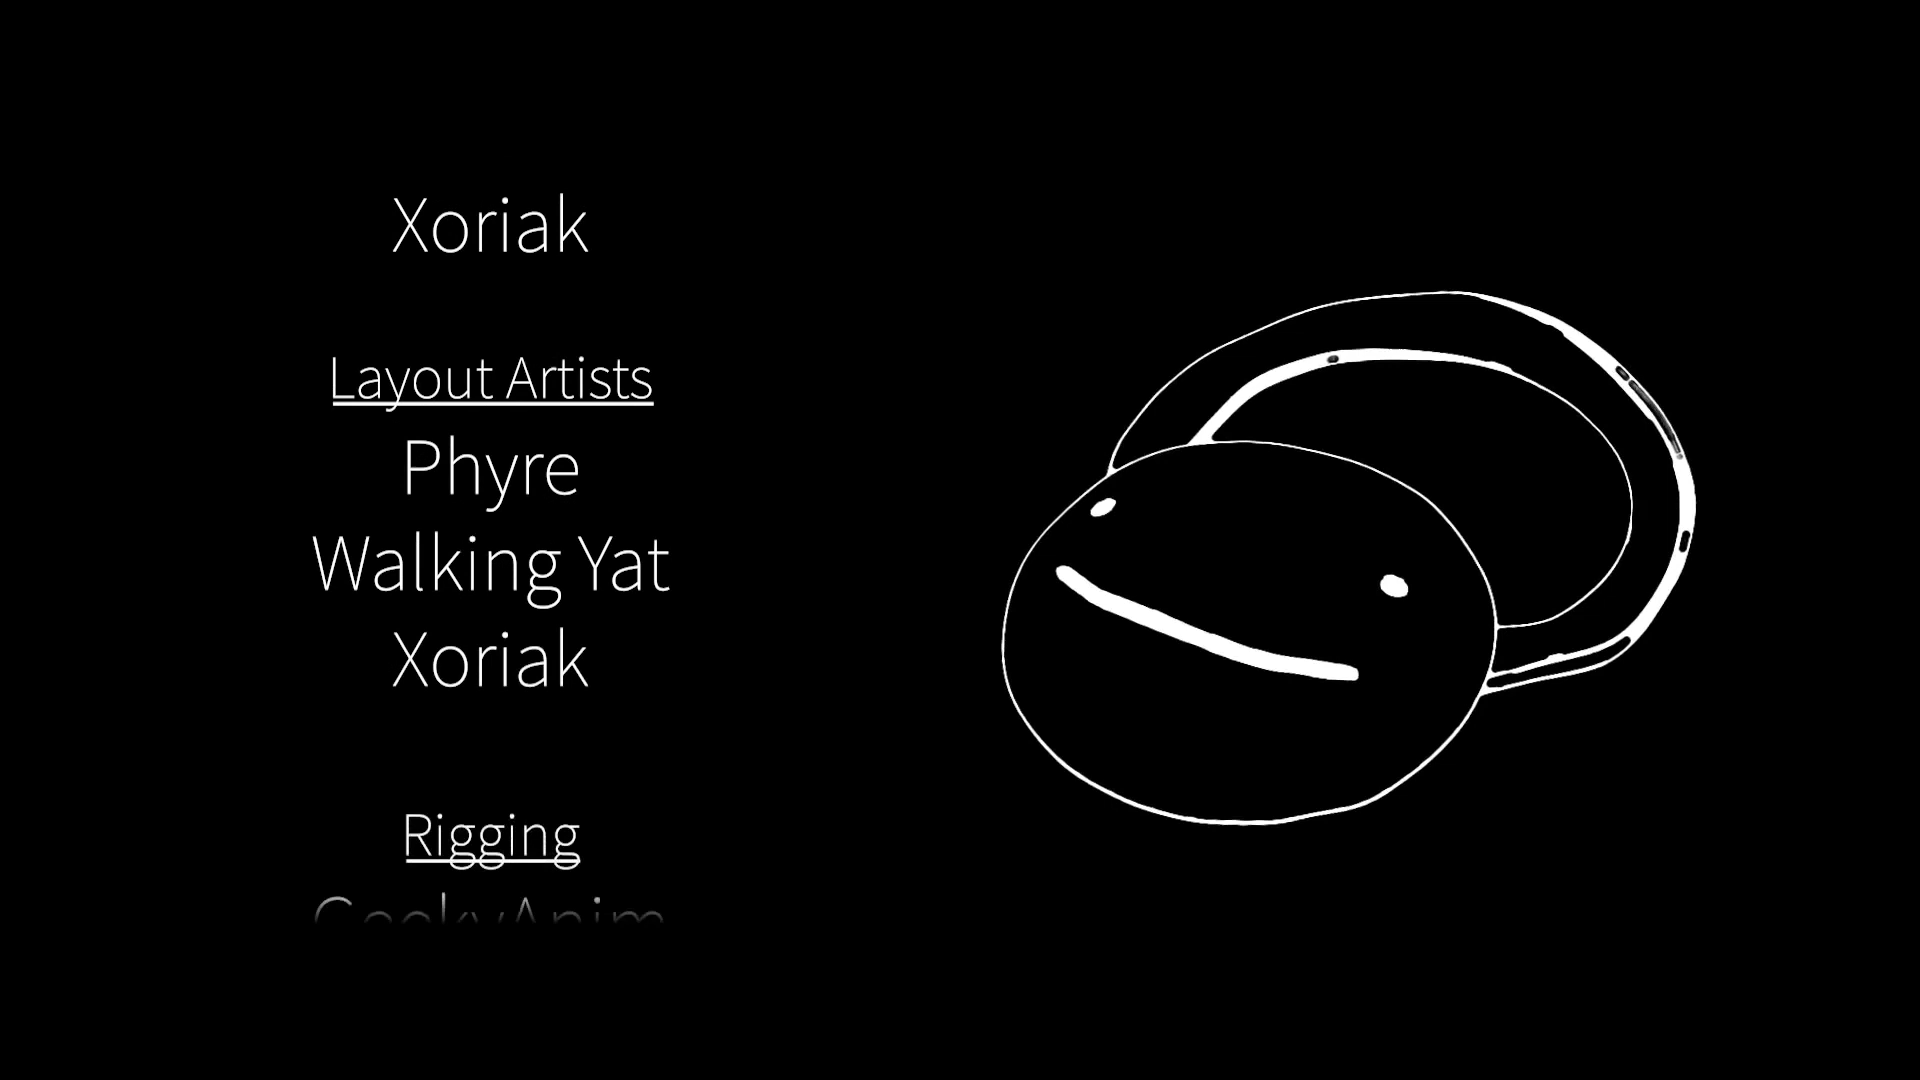 Xoriak
Layout Artists
Phyre
Walking Yat
Xoriak
Rigging